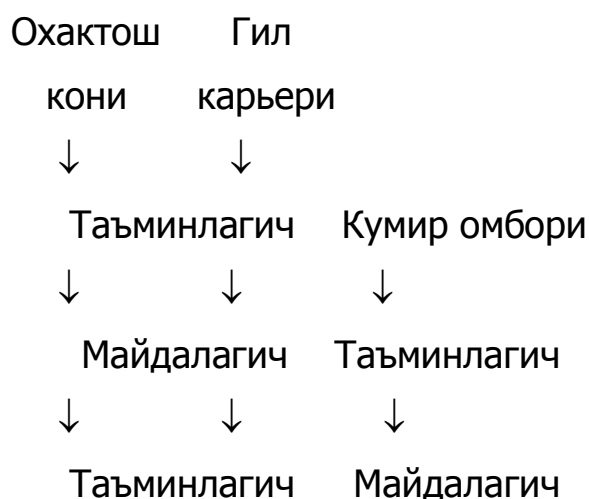 Охактош Гил
кони карьери
↓ ↓
Таъминлагич Кумир омбори
↓ ↓ ↓
Майдалагич Таъминлагич
↓ ↓ ↓
Таъминлагич Майдалагич